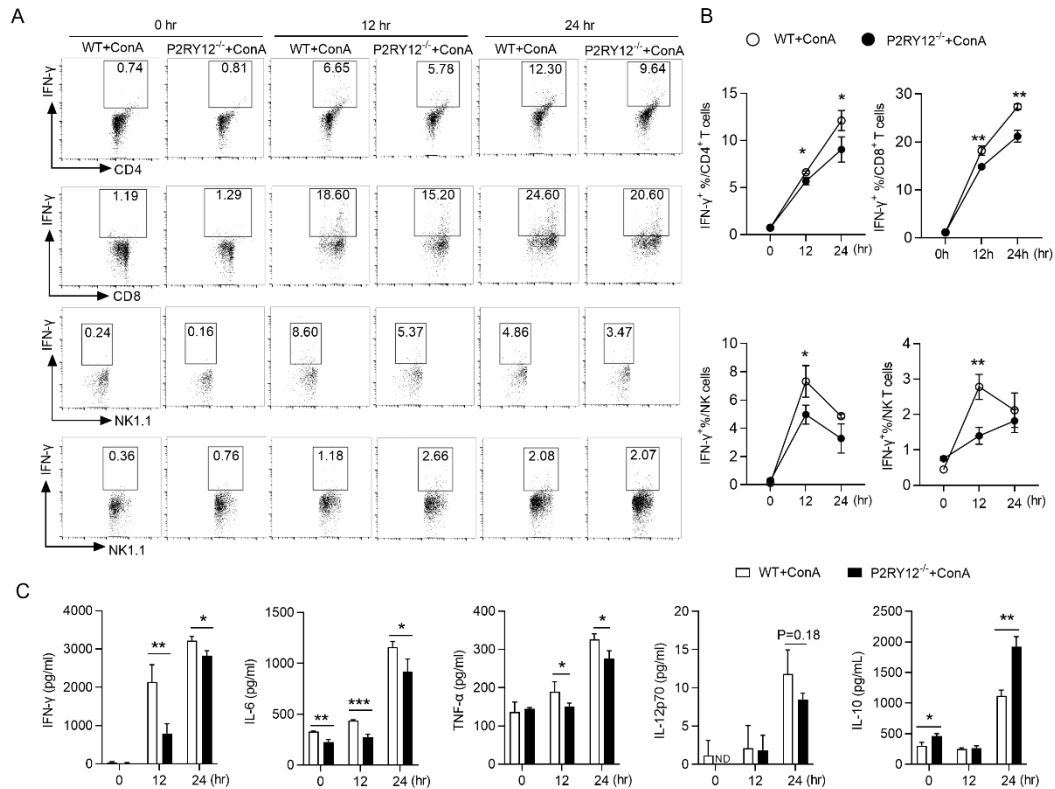 A
0 hr
12 hr
24 hr
WT+ConA
P2RY12⁻/⁻+ConA
WT+ConA
P2RY12⁻/⁻+ConA
WT+ConA
P2RY12⁻/⁻+ConA
IFN-γ
0.74
0.81
6.65
5.78
12.30
9.64
CD4
IFN-γ
1.19
1.29
18.60
15.20
24.60
20.60
CD8
IFN-γ
0.24
0.16
8.60
5.37
4.86
3.47
NK1.1
IFN-γ
0.36
0.76
1.18
2.66
2.08
2.07
NK1.1
B
WT+ConA
P2RY12⁻/⁻+ConA
IFN-γ⁺ %/CD4⁺ T cells
15
10
5
0
*
*
0 12 24 (hr)
IFN-γ⁺ %/CD8⁺ T cells
30
20
10
0
**
**
0h 12h 24h (hr)
IFN-γ⁺%/NK cells
10
8
6
4
2
0
*
0 12 24 (hr)
IFN-γ⁺%/NK T cells
4
3
2
1
0
**
0 12 24 (hr)
C
WT+ConA
P2RY12⁻/⁻+ConA
IFN-γ (pg/ml)
4000
3000
2000
1000
0
**
*
0 12 24 (hr)
IL-6 (pg/ml)
1500
1000
500
0
**
***
*
0 12 24 (hr)
TNF-α (pg/ml)
400
300
200
100
0
*
*
0 12 24 (hr)
IL-12p70 (pg/ml)
20
15
10
5
0
ND
P=0.18
0 12 24 (hr)
IL-10 (pg/mL)
2500
2000
1500
1000
500
0
*
**
0 12 24 (hr)